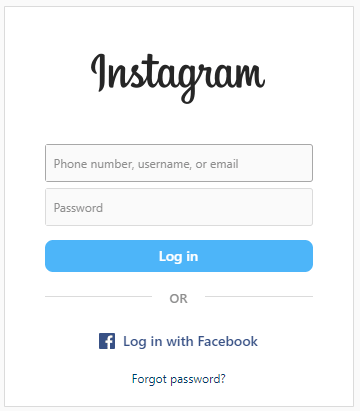 Instagram
Phone number, username, or email
Password
Log in
OR
Log in with Facebook
Forgot password?